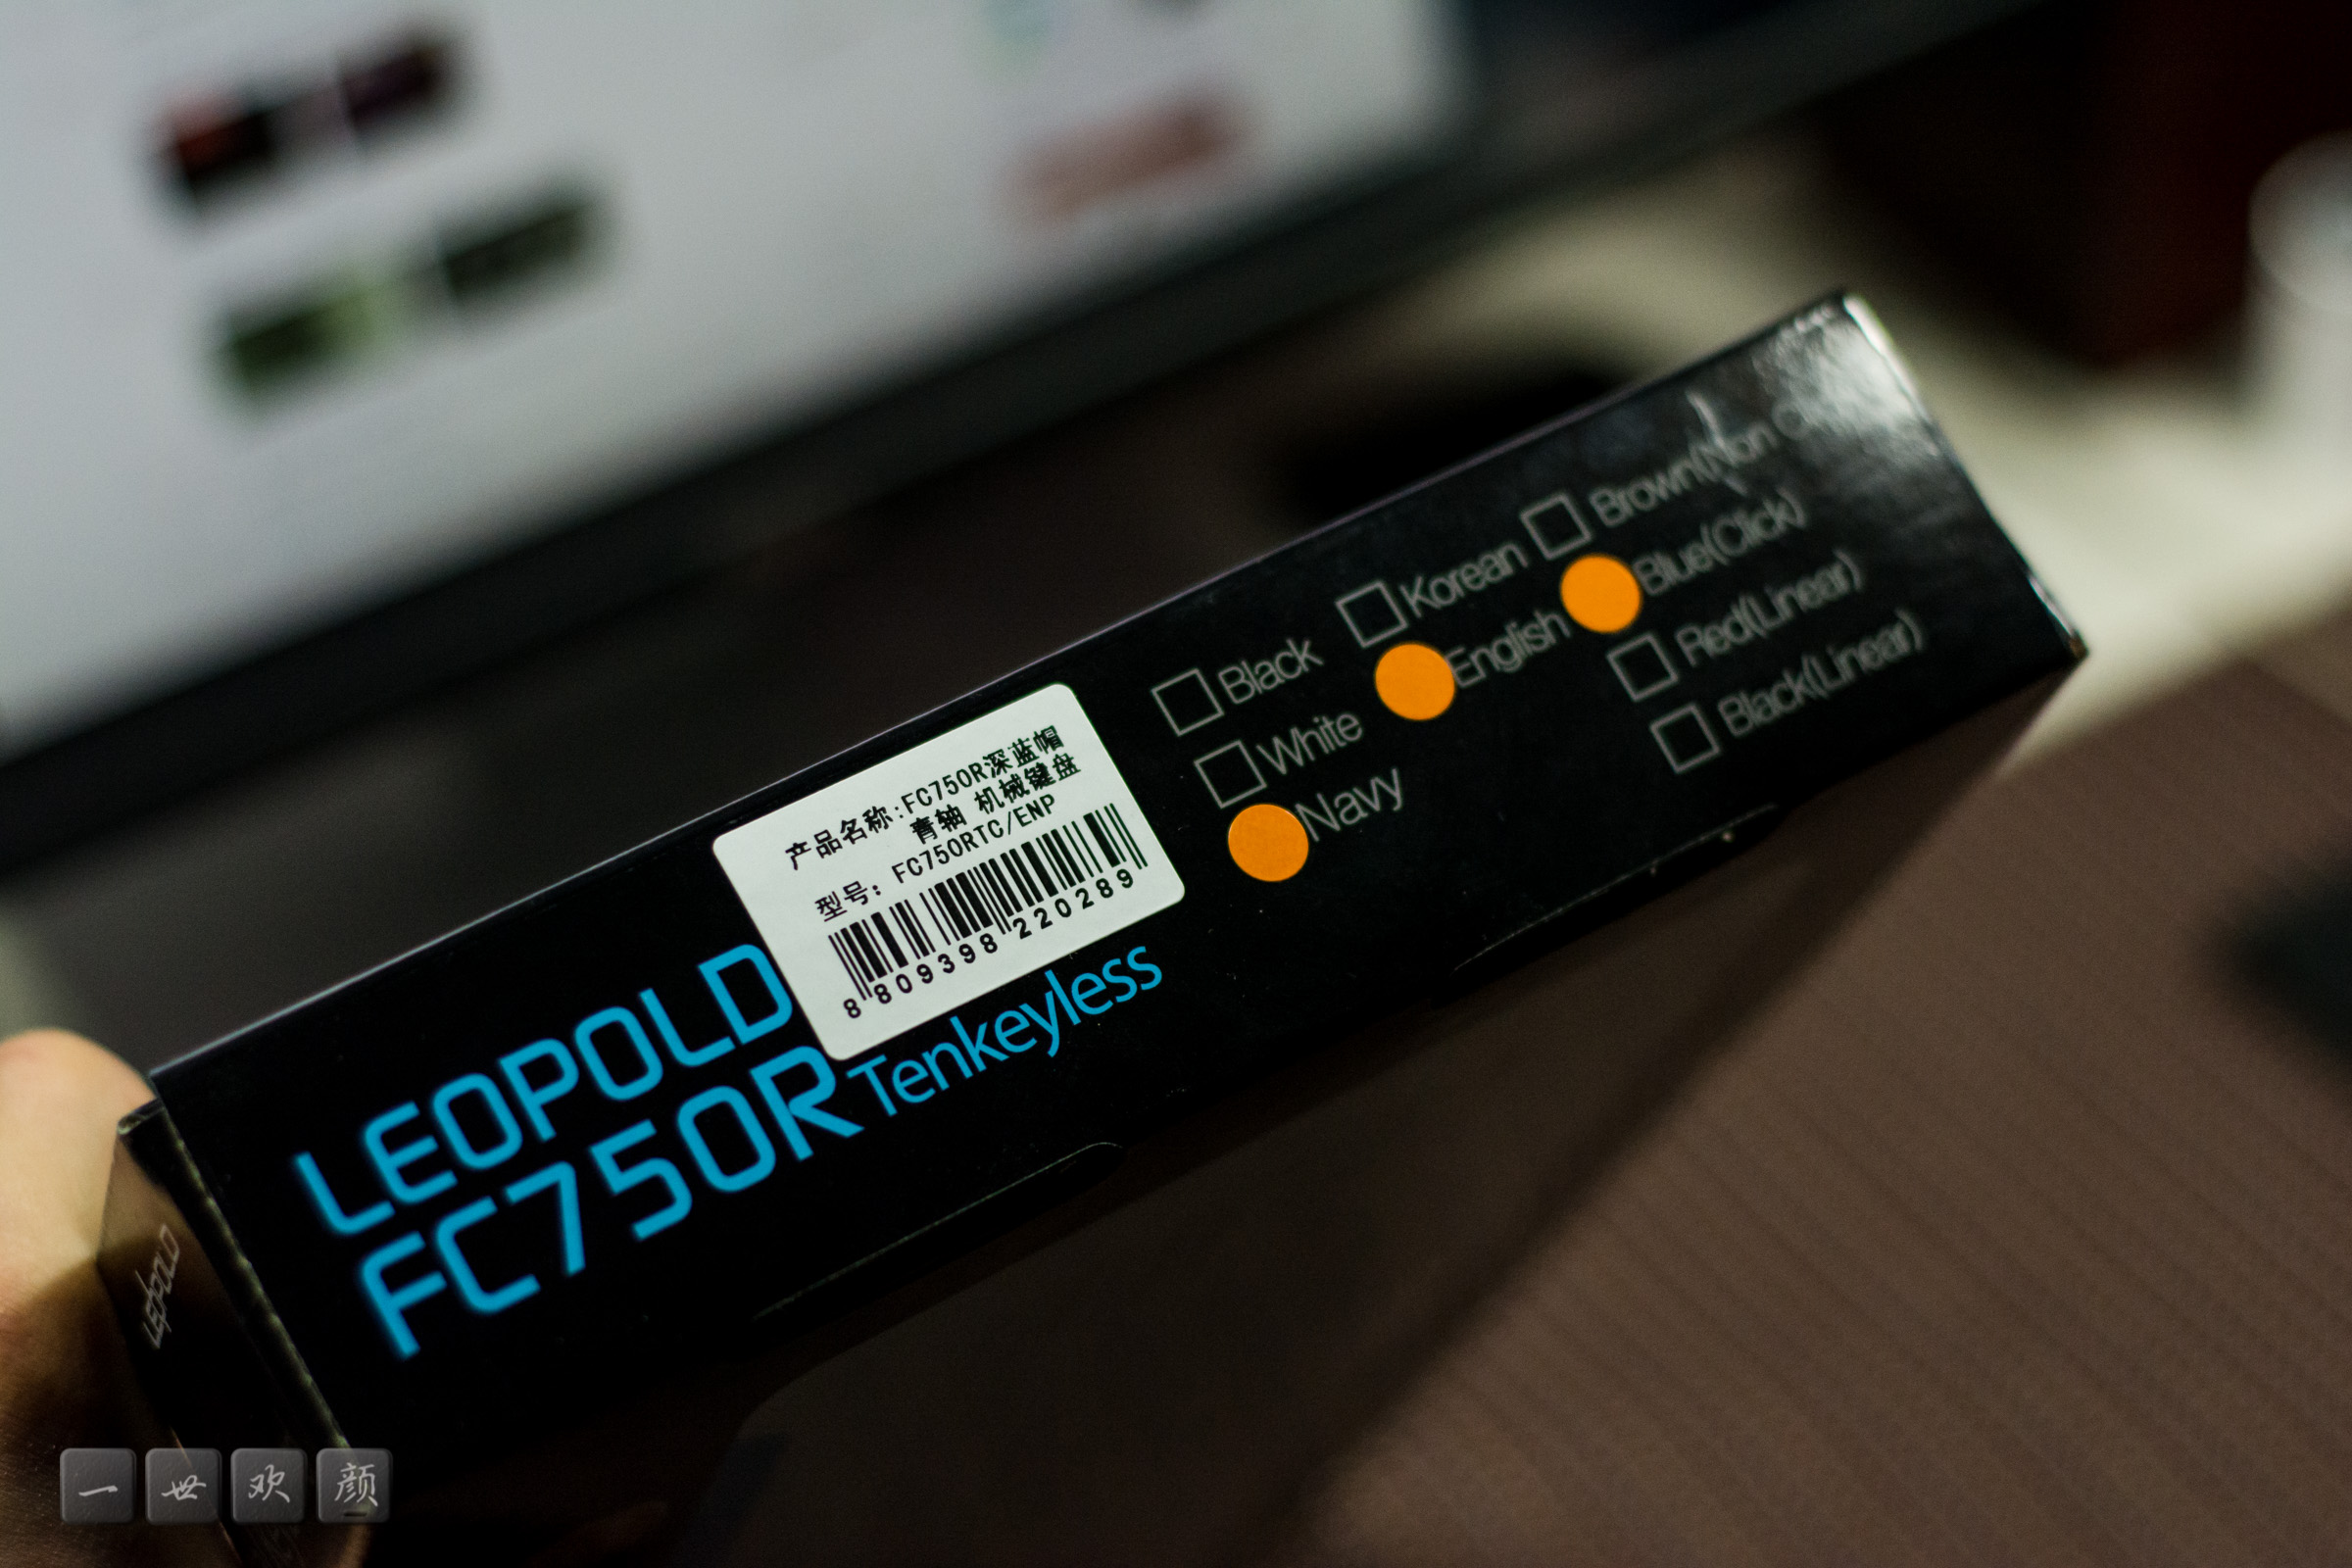 产品名称:FC750R深蓝帽
青轴 机械键盘
型号: FC750RTC/ENP
8 809398 220289
LEOPOLD
FC750R Tenkeyless
Black
White
Navy
Korean
English
Brown(Non
Blue(Click)
Red(Linear)
Black(Linear)
LEOPOLD
一世欢颜